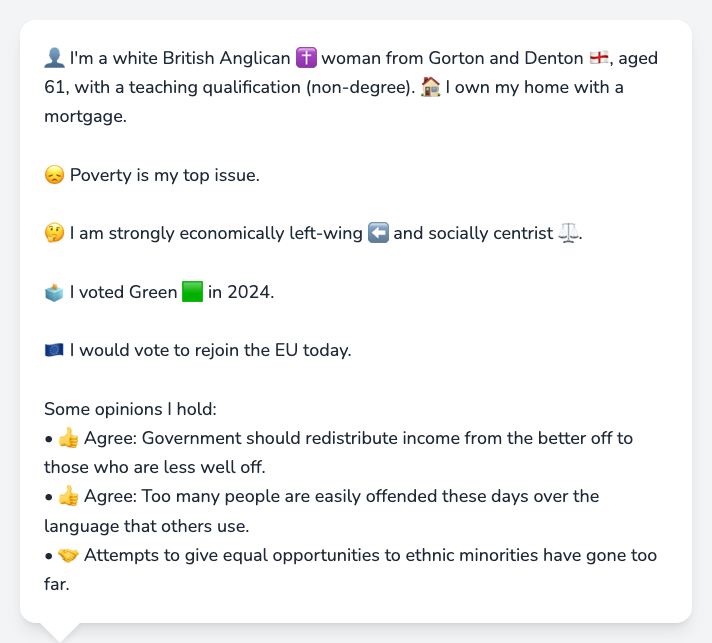 👤 I'm a white British Anglican ✝️ woman from Gorton and Denton 🏴󠁧󠁢󠁥󠁮󠁧󠁿, aged
61, with a teaching qualification (non-degree). 🏠 I own my home with a
mortgage.
😞 Poverty is my top issue.
🤔 I am strongly economically left-wing ⬅️ and socially centrist ⚖️.
🗳️ I voted Green 🟩 in 2024.
🇪🇺 I would vote to rejoin the EU today.
Some opinions I hold:
• 👍 Agree: Government should redistribute income from the better off to
those who are less well off.
• 👍 Agree: Too many people are easily offended these days over the
language that others use.
• 🤝 Attempts to give equal opportunities to ethnic minorities have gone too
far.